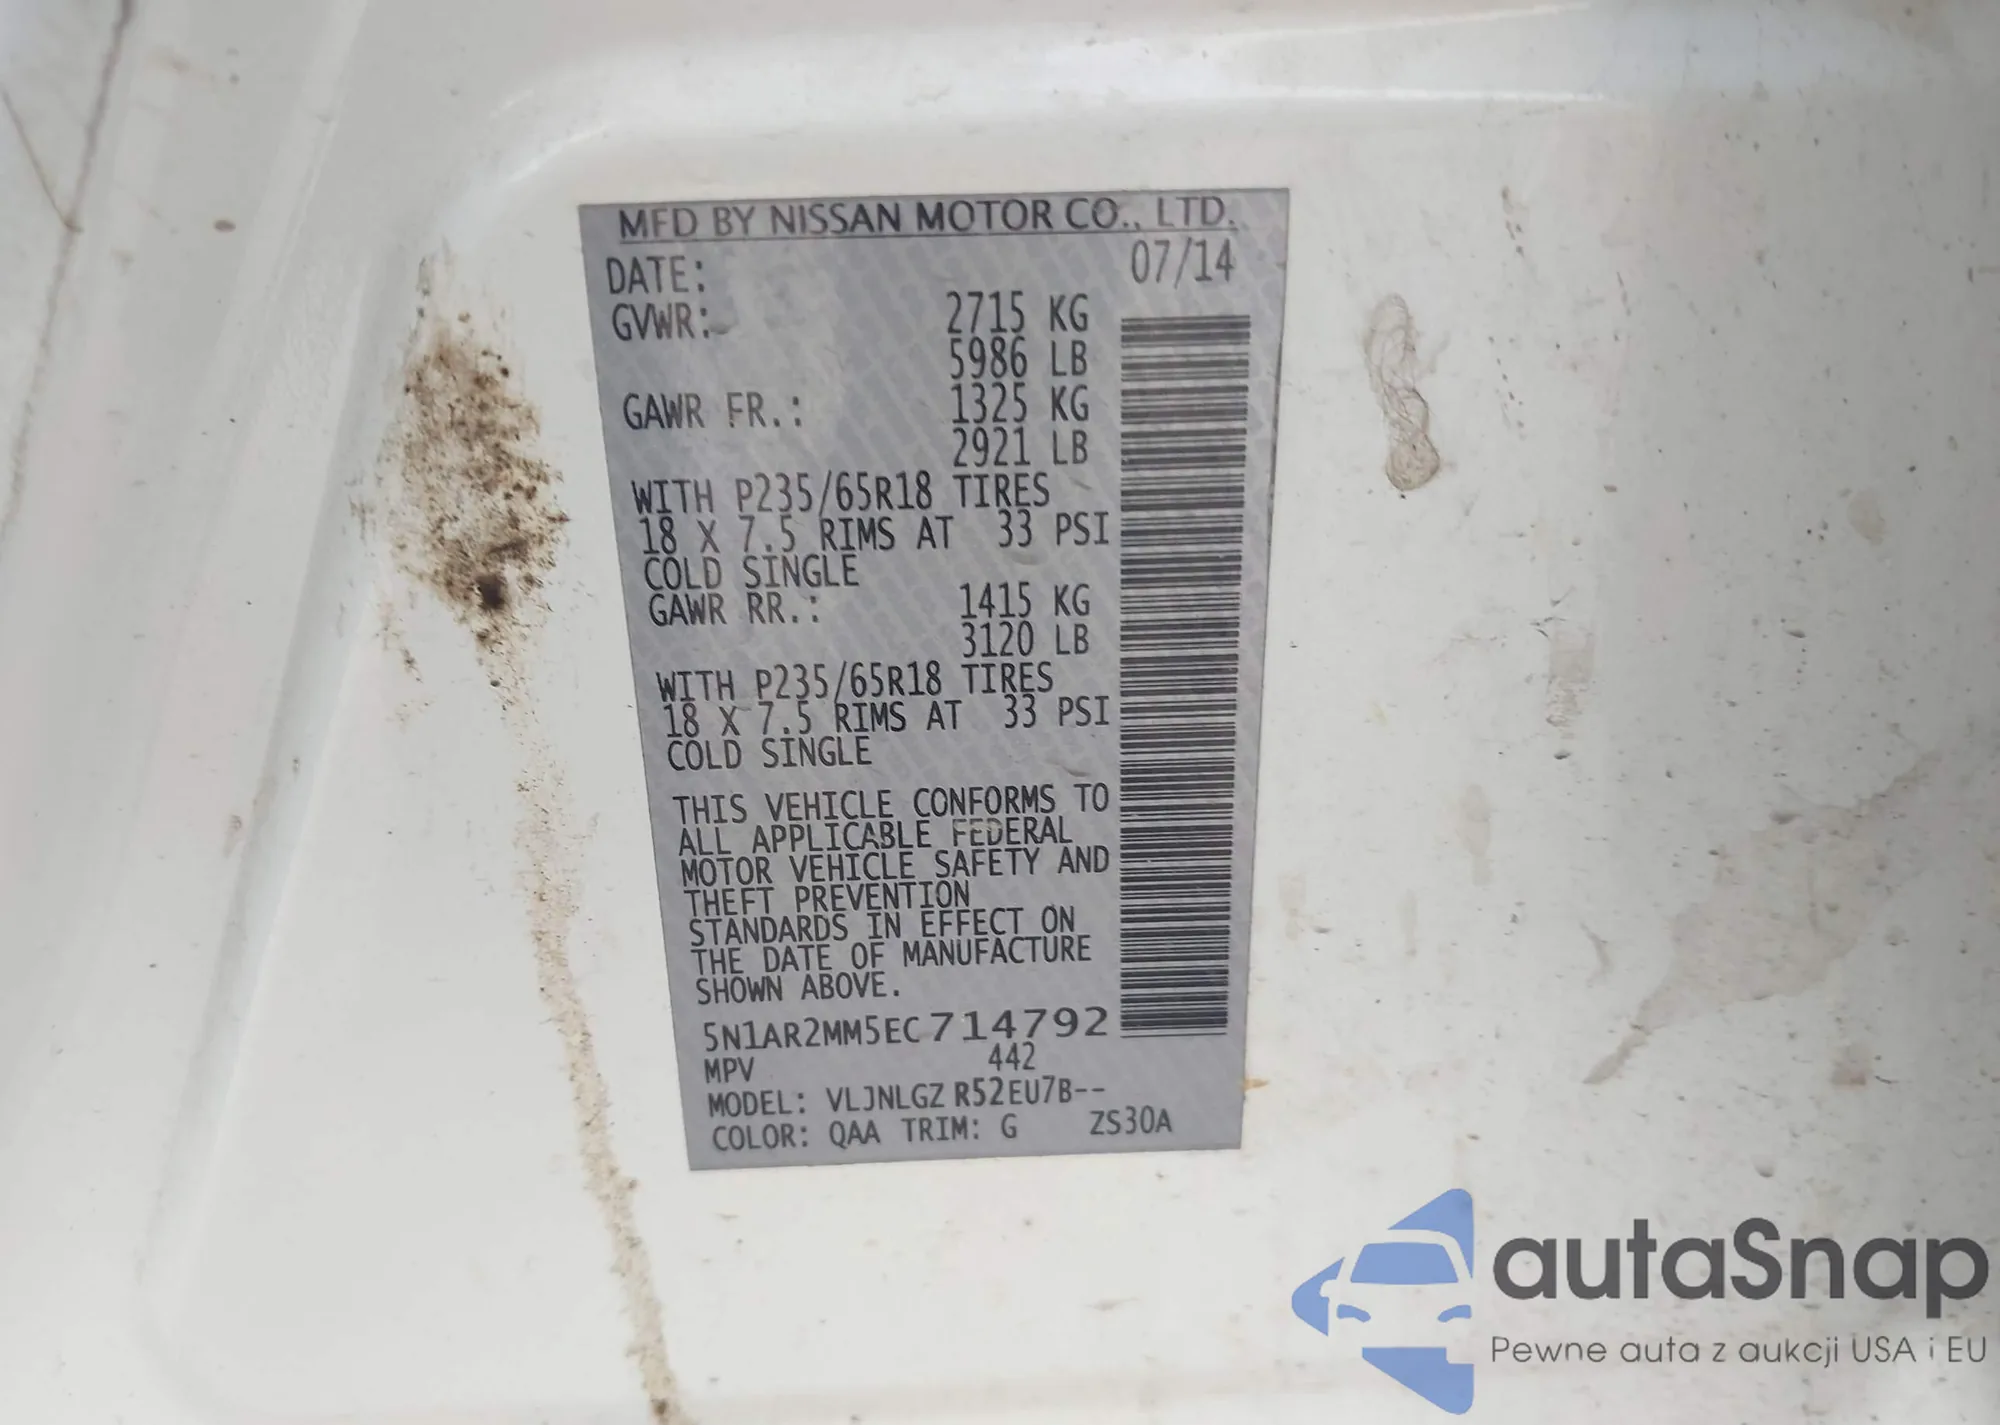 MFD BY NISSAN MOTOR CO., LTD.
DATE: 07/14
GVWR: 2715 KG
5986 LB
GAWR FR.: 1325 KG
2921 LB
WITH P235/65R18 TIRES
18 X 7.5 RIMS AT 33 PSI
COLD SINGLE
GAWR RR.: 1415 KG
3120 LB
WITH P235/65R18 TIRES
18 X 7.5 RIMS AT 33 PSI
COLD SINGLE
THIS VEHICLE CONFORMS TO
ALL APPLICABLE FEDERAL
MOTOR VEHICLE SAFETY AND
THEFT PREVENTION
STANDARDS IN EFFECT ON
THE DATE OF MANUFACTURE
SHOWN ABOVE.
5N1AR2MM5EC714792
MPV 442
MODEL: VLJNLGZ R52EU7B--
COLOR: QAA TRIM: G ZS30A
autaSnap
Pewne auta z aukcji USA i EU